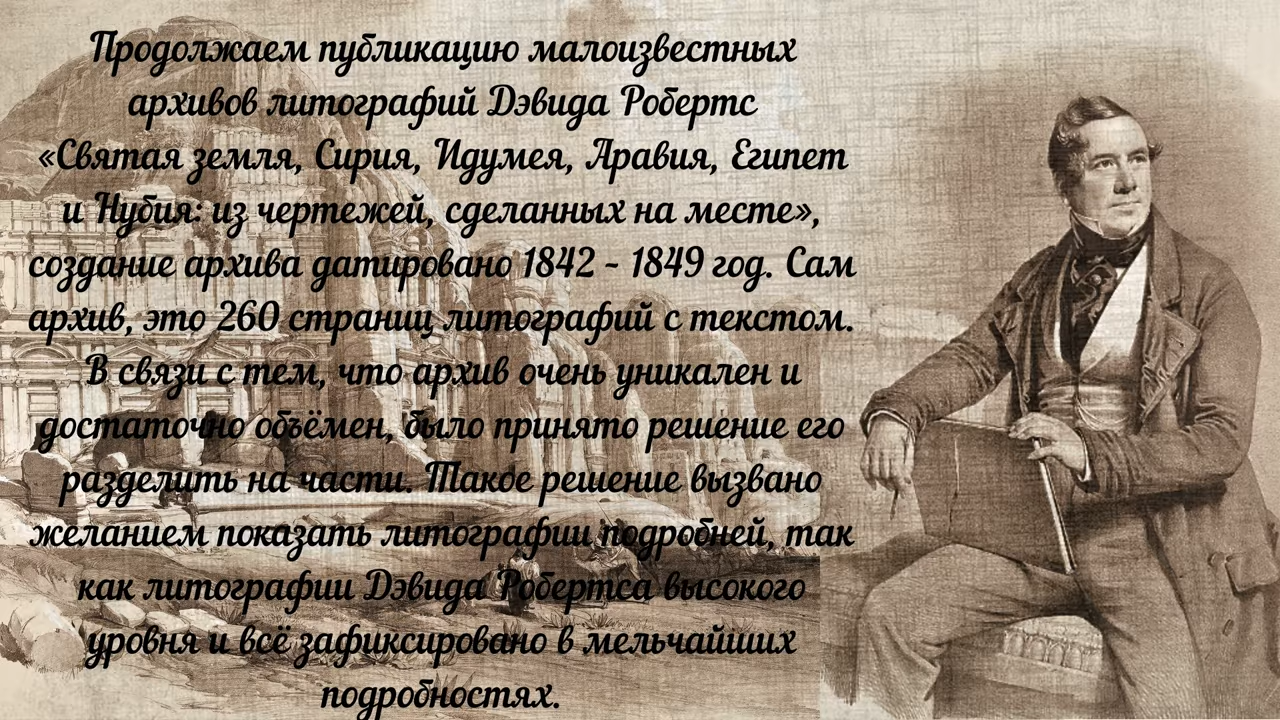 Продолжаем публикацию малоизвестных
архивов литографий Дэвида Робертс
«Святая земля, Сирия, Идумея, Аравия, Египет
и Нубия: из чертежей, сделанных на месте»,
создание архива датировано 1842 - 1849 год. Сам
архив, это 260 страниц литографий с текстом.
В связи с тем, что архив очень уникален и
достаточно объёмен, было принято решение его
разделить на части. Такое решение вызвано
желанием показать литографии подробней, так
как литографии Дэвида Робертса высокого
уровня и всё зафиксировано в мельчайших
подробностях.